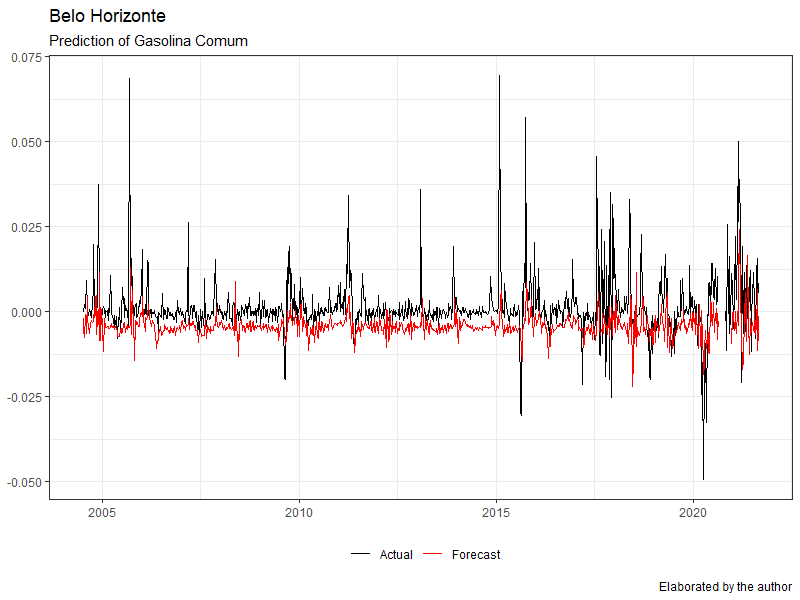 Belo Horizonte
Prediction of Gasolina Comum
0.075
0.050
0.025
0.000
-0.025
-0.050
2005 2010 2015 2020
Actual Forecast
Elaborated by the author